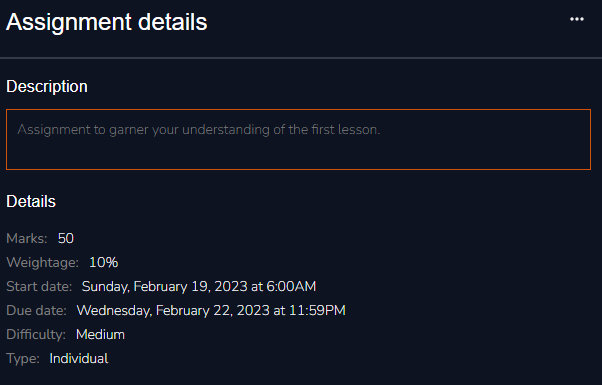 Assignment details
Description
Assignment to garner your understanding of the first lesson.
Details
Marks: 50
Weightage: 10%
Start date: Sunday, February 19, 2023 at 6:00AM
Due date: Wednesday, February 22, 2023 at 11:59PM
Difficulty: Medium
Type: Individual